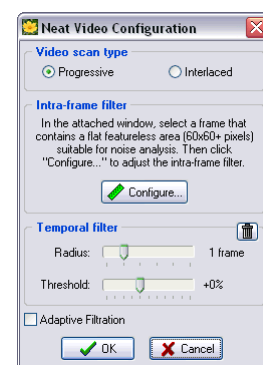 Neat Video Configuration
Video scan type
Progressive Interlaced
Intra-frame filter
In the attached window, select a frame that
contains a flat featureless area (60x60+ pixels)
suitable for noise analysis. Then click
"Configure..." to adjust the intra-frame filter.
Configure...
Temporal filter
Radius: 1 frame
Threshold: +0%
Adaptive Filtration
OK Cancel